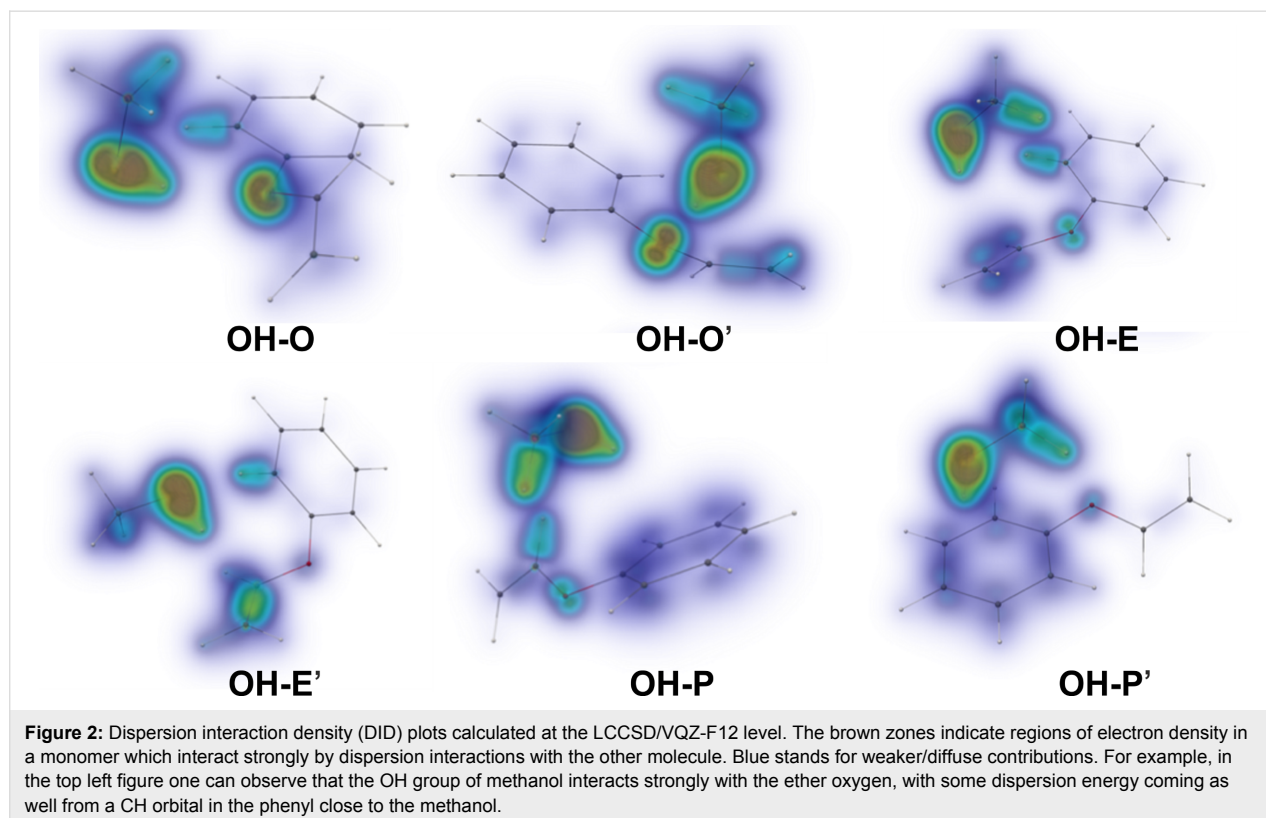 OH-O
OH-O’
OH-E
OH-E’
OH-P
OH-P’
Figure 2: Dispersion interaction density (DID) plots calculated at the LCCSD/VQZ-F12 level. The brown zones indicate regions of electron density in
a monomer which interact strongly by dispersion interactions with the other molecule. Blue stands for weaker/diffuse contributions. For example, in
the top left figure one can observe that the OH group of methanol interacts strongly with the ether oxygen, with some dispersion energy coming as
well from a CH orbital in the phenyl close to the methanol.